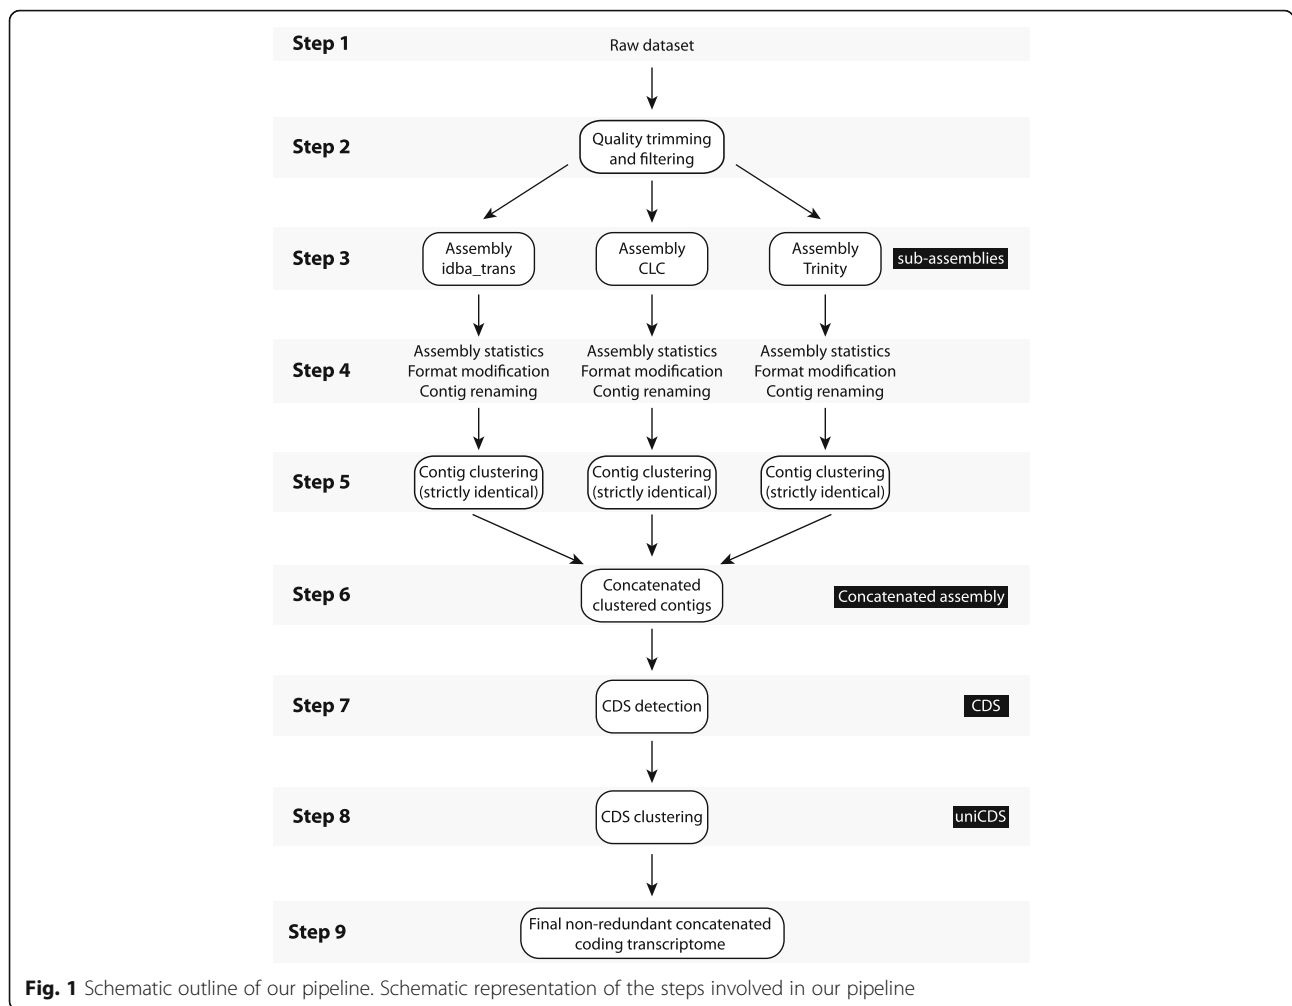 Step 1
Raw dataset
Step 2
Quality trimming
and filtering
Step 3
Assembly
idba_trans
Assembly
CLC
Assembly
Trinity
sub-assemblies
Step 4
Assembly statistics
Format modification
Contig renaming
Assembly statistics
Format modification
Contig renaming
Assembly statistics
Format modification
Contig renaming
Step 5
Contig clustering
(strictly identical)
Contig clustering
(strictly identical)
Contig clustering
(strictly identical)
Step 6
Concatenated
clustered contigs
Concatenated assembly
Step 7
CDS detection
CDS
Step 8
CDS clustering
uniCDS
Step 9
Final non-redundant concatenated
coding transcriptome
Fig. 1 Schematic outline of our pipeline. Schematic representation of the steps involved in our pipeline